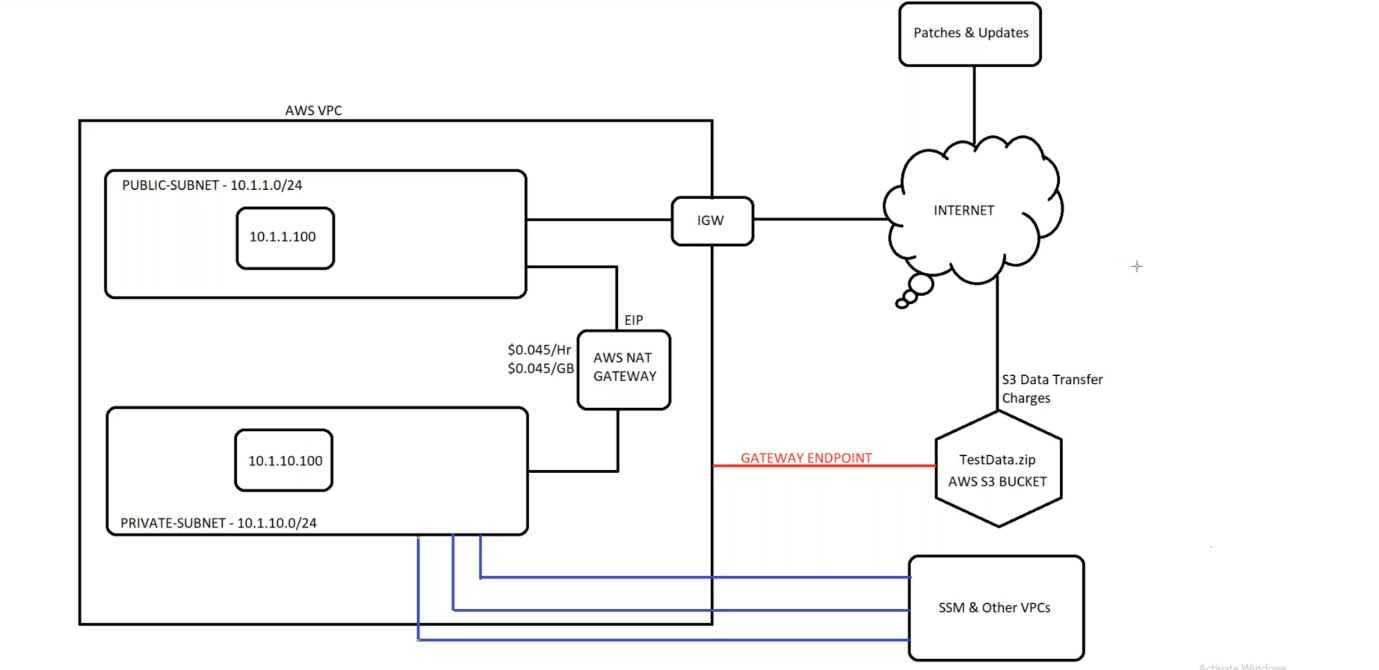 Patches & Updates
AWS VPC
PUBLIC-SUBNET - 10.1.1.0/24
10.1.1.100
IGW
INTERNET
EIP
$0.045/Hr
$0.045/GB
AWS NAT
GATEWAY
S3 Data Transfer
Charges
10.1.10.100
PRIVATE-SUBNET - 10.1.10.0/24
GATEWAY ENDPOINT
TestData.zip
AWS S3 BUCKET
SSM & Other VPCs
Activate Windows